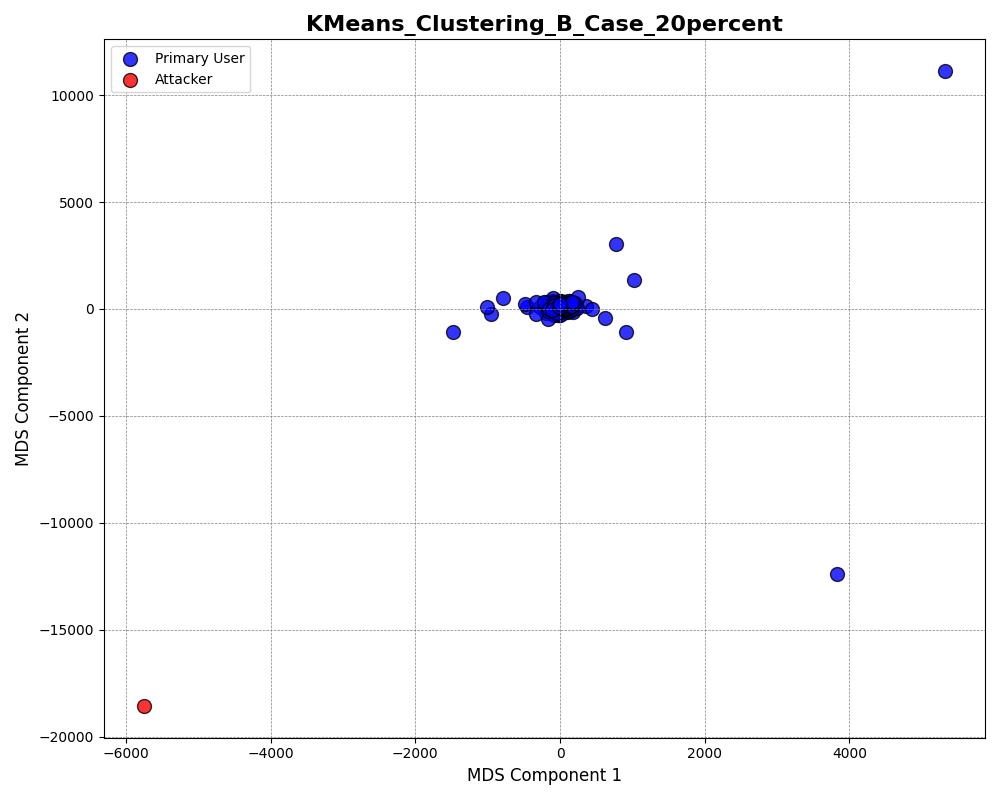 KMeans_Clustering_B_Case_20percent
Primary User
Attacker
10000
5000
0
−5000
−10000
−15000
−20000
MDS Component 2
−6000 −4000 −2000 0 2000 4000
MDS Component 1